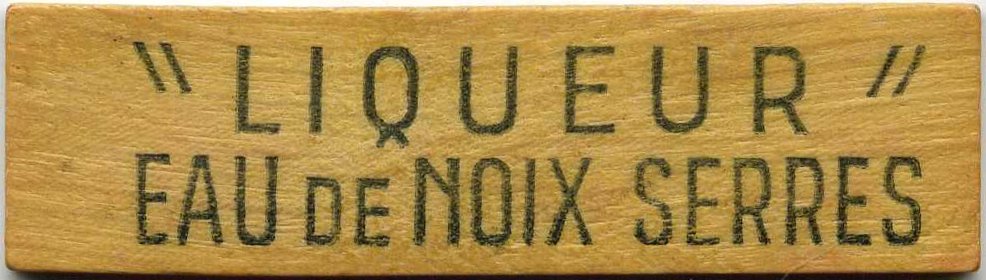 "LIQUEUR"
EAU DE NOIX SERRES